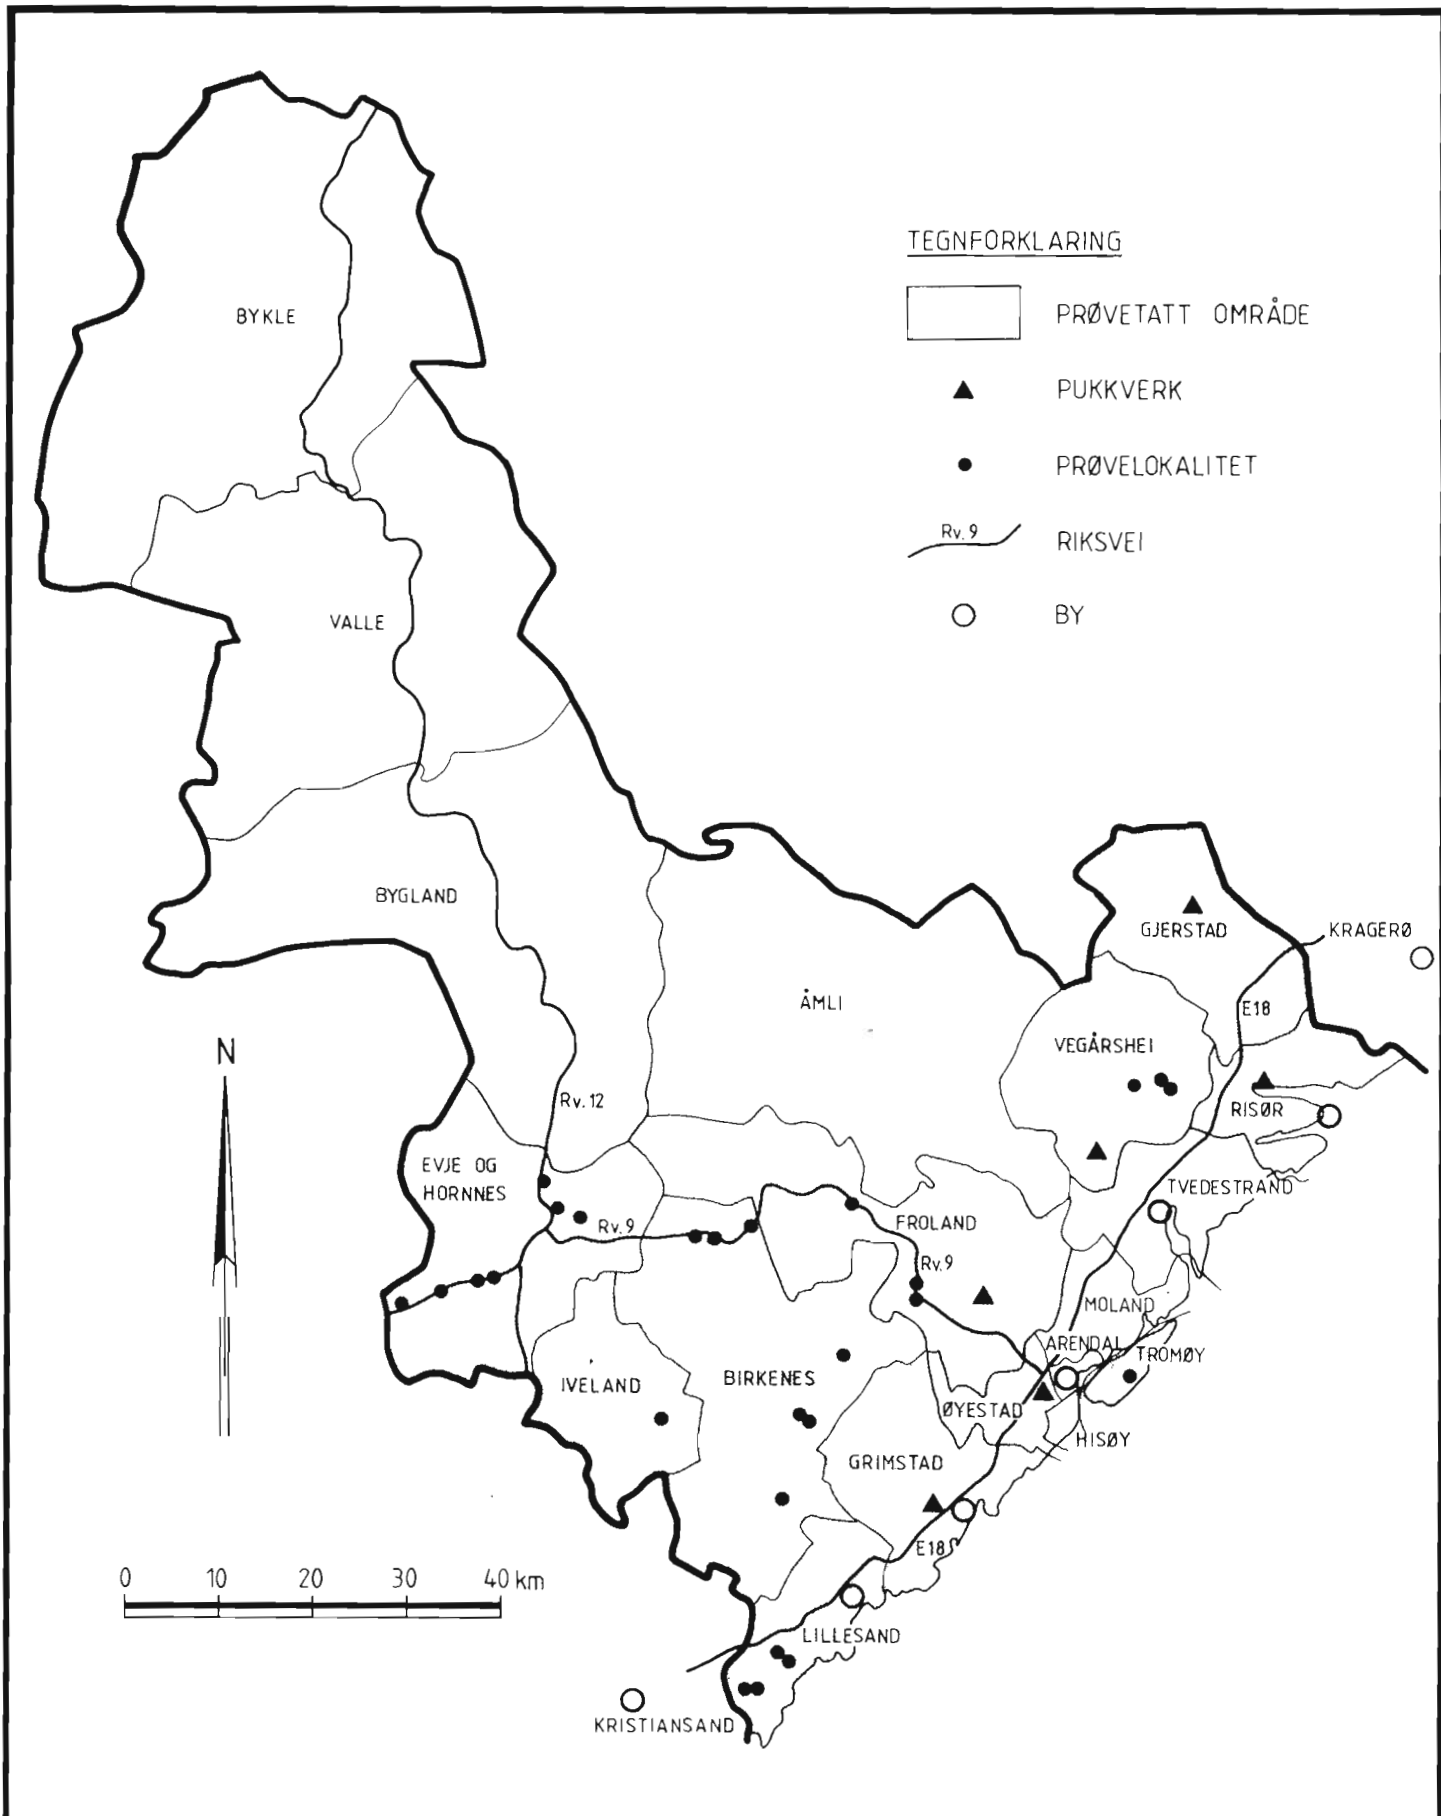 TEGNFORKLARING
PRØVETATT OMRÅDE
PUKKVERK
PRØVELOKALITET
Rv. 9
RIKSVEI
BY
BYKLE
VALLE
BYGLAND
GJERSTAD
KRAGERØ
ÅMLI
E18
VEGÅRSHEI
N
Rv. 12
RISØR
EVJE OG
HORNNES
TVEDESTRAND
Rv. 9
FROLAND
Rv. 9
MOLAND
ARENDAL
TROMØY
IVELAND
BIRKENES
ØYESTAD
HISØY
GRIMSTAD
E18
0 10 20 30 40 km
LILLESAND
KRISTIANSAND